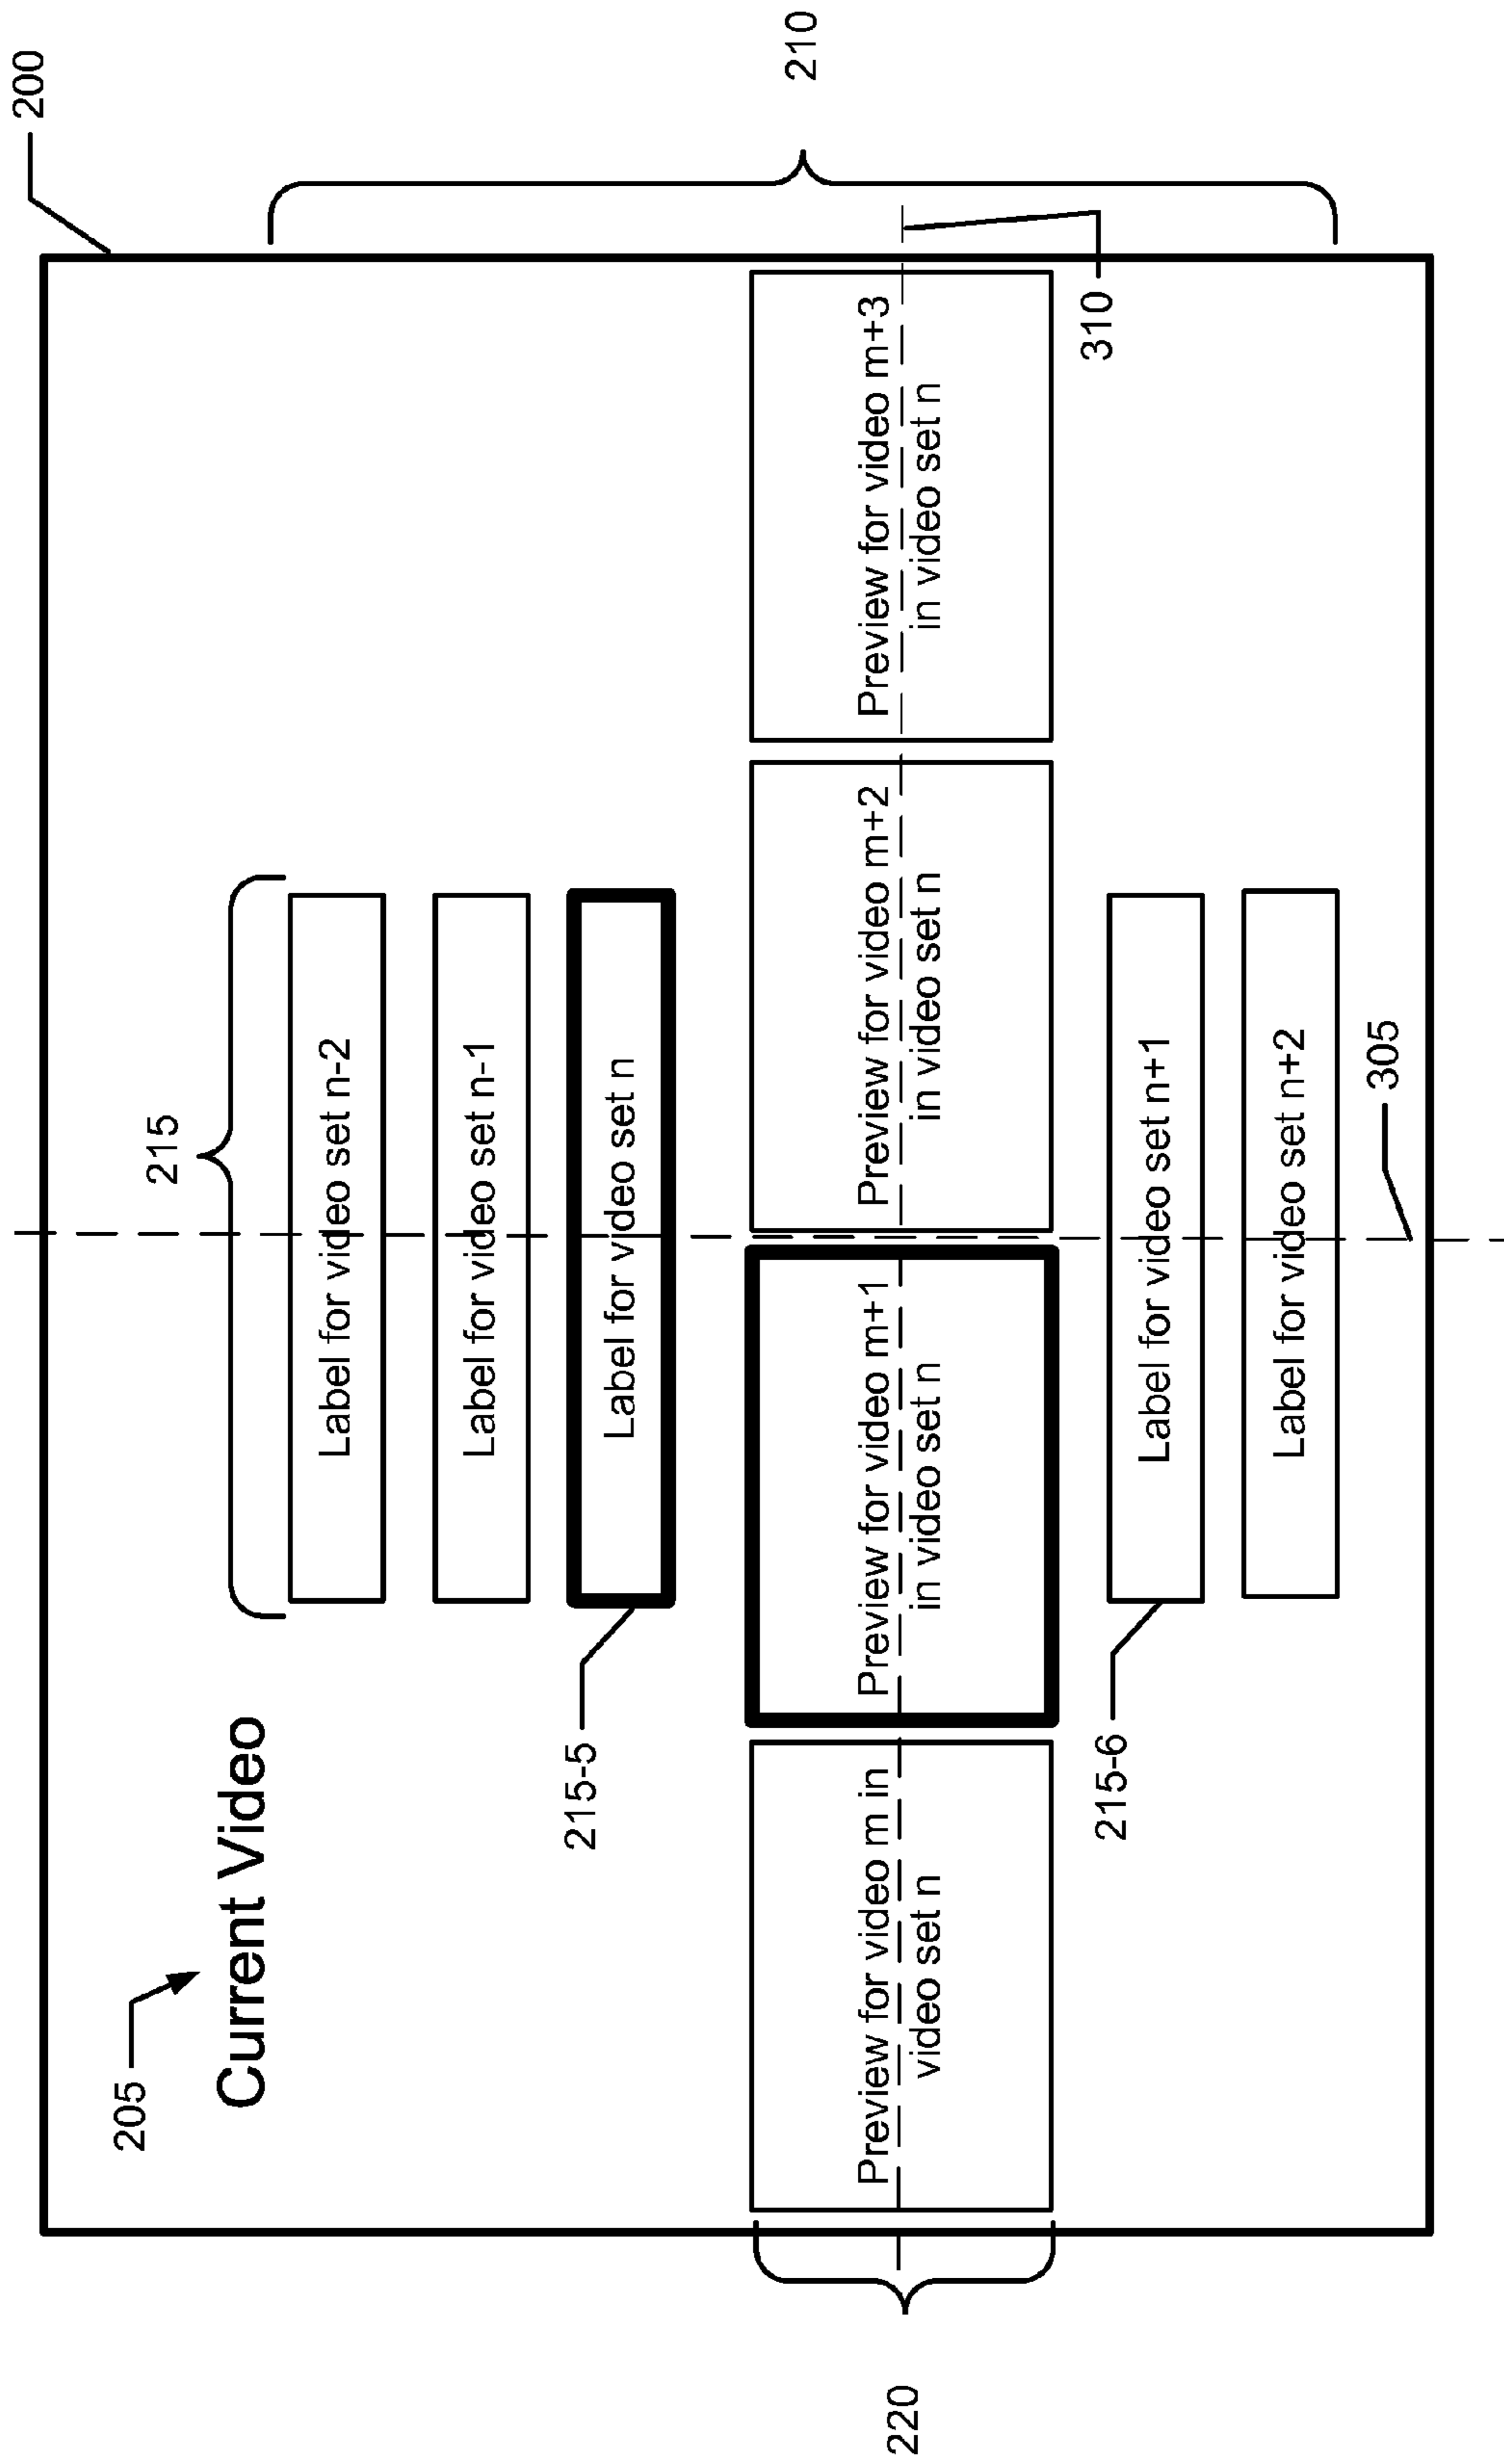 200
205
Current Video
215
Label for video set n-2
Label for video set n-1
215-5
Label for video set n
210
220
Preview for video m in
video set n
Preview for video m+1
in video set n
Preview for video m+2
in video set n
Preview for video m+3
in video set n
310
215-6
Label for video set n+1
Label for video set n+2
305